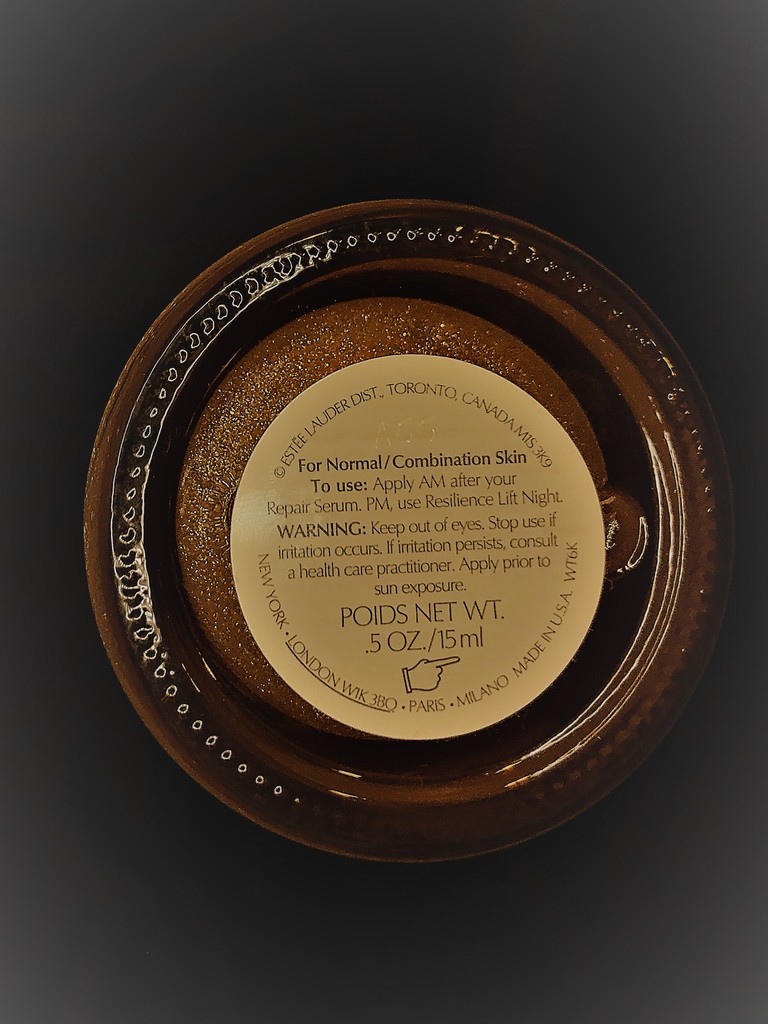 © ESTĒE LAUDER DIST., TORONTO, CANADA M1S 3K9
A55
For Normal/Combination Skin
To use: Apply AM after your
Repair Serum. PM, use Resilience Lift Night.
WARNING: Keep out of eyes. Stop use if
irritation occurs. If irritation persists, consult
a health care practitioner. Apply prior to
sun exposure.
POIDS NET WT.
.5 OZ./15 ml
NEW YORK • LONDON W1K 3BQ • PARIS • MILANO MADE IN U.S.A. WT6K